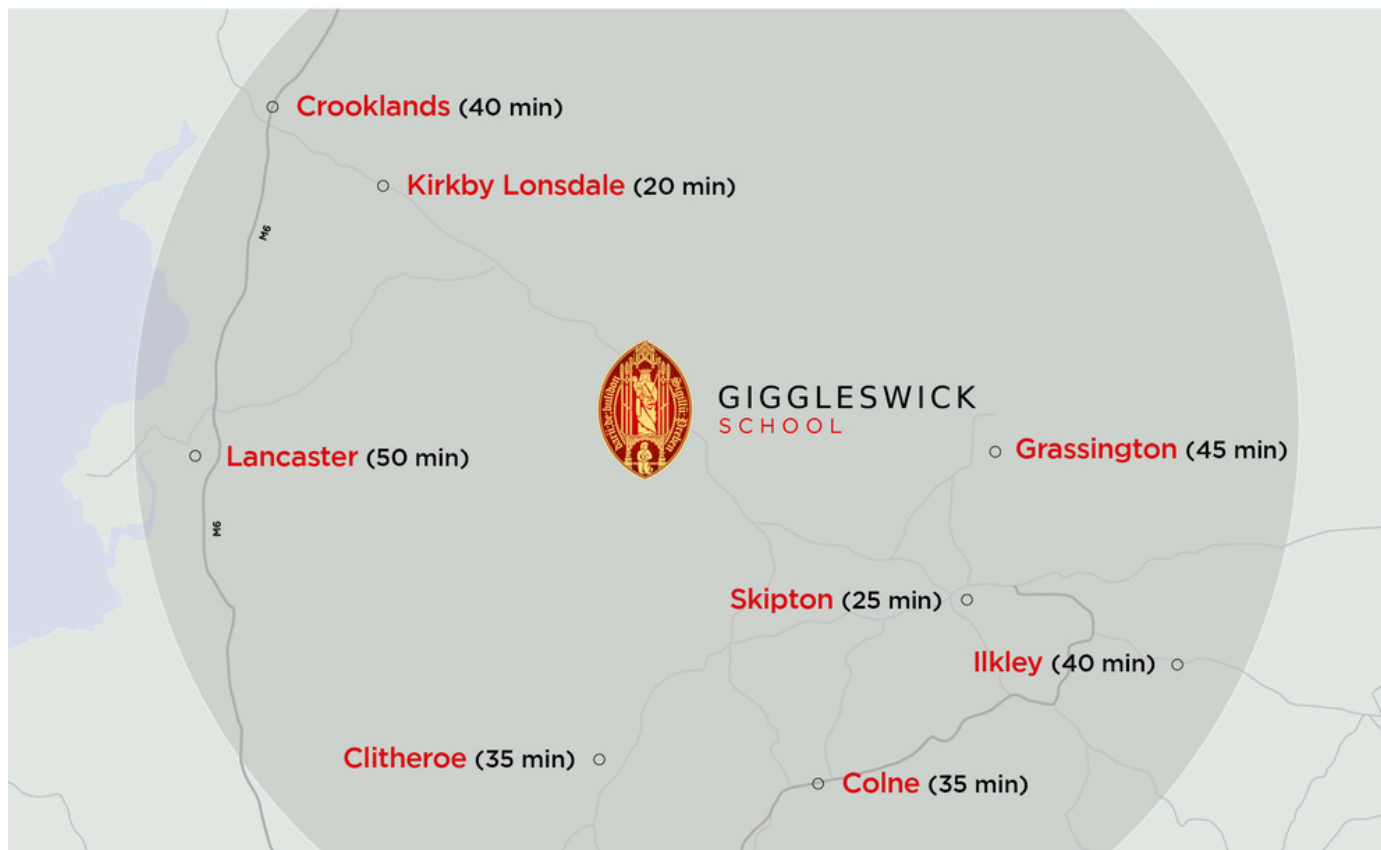 Crooklands (40 min)
Kirkby Lonsdale (20 min)
M6
GIGGLESWICK
SCHOOL
Grassington (45 min)
Lancaster (50 min)
M6
Skipton (25 min)
Ilkley (40 min)
Clitheroe (35 min)
Colne (35 min)